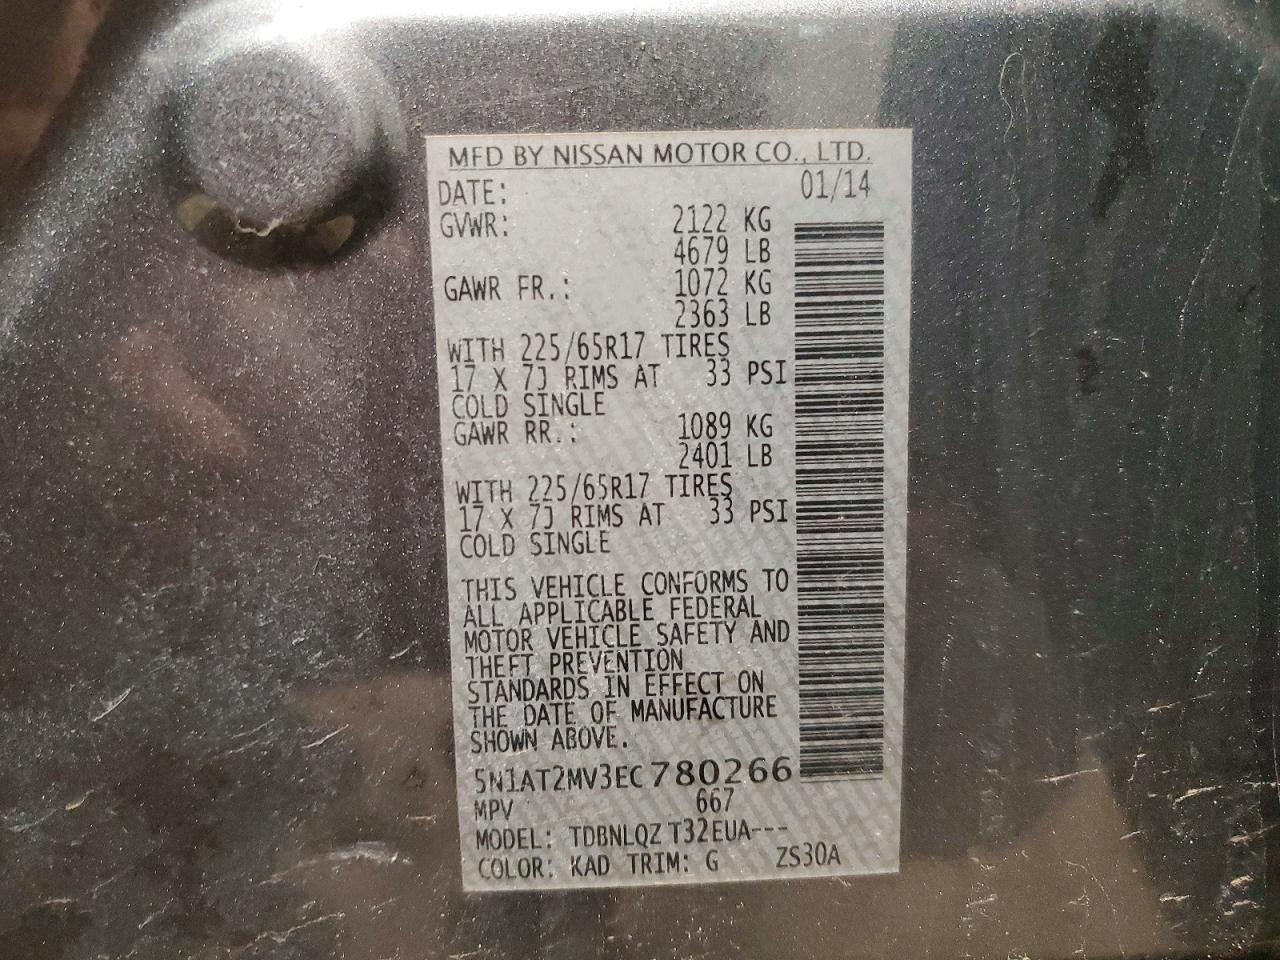 MFD BY NISSAN MOTOR CO., LTD.
DATE: 01/14
GVWR: 2122 KG
4679 LB
GAWR FR.: 1072 KG
2363 LB
WITH 225/65R17 TIRES
17 X 7J RIMS AT 33 PSI
COLD SINGLE
GAWR RR.: 1089 KG
2401 LB
WITH 225/65R17 TIRES
17 X 7J RIMS AT 33 PSI
COLD SINGLE
THIS VEHICLE CONFORMS TO
ALL APPLICABLE FEDERAL
MOTOR VEHICLE SAFETY AND
THEFT PREVENTION
STANDARDS IN EFFECT ON
THE DATE OF MANUFACTURE
SHOWN ABOVE.
5N1AT2MV3EC780266
MPV 667
MODEL: TDBNLQZ T32EUA---
COLOR: KAD TRIM: G ZS30A